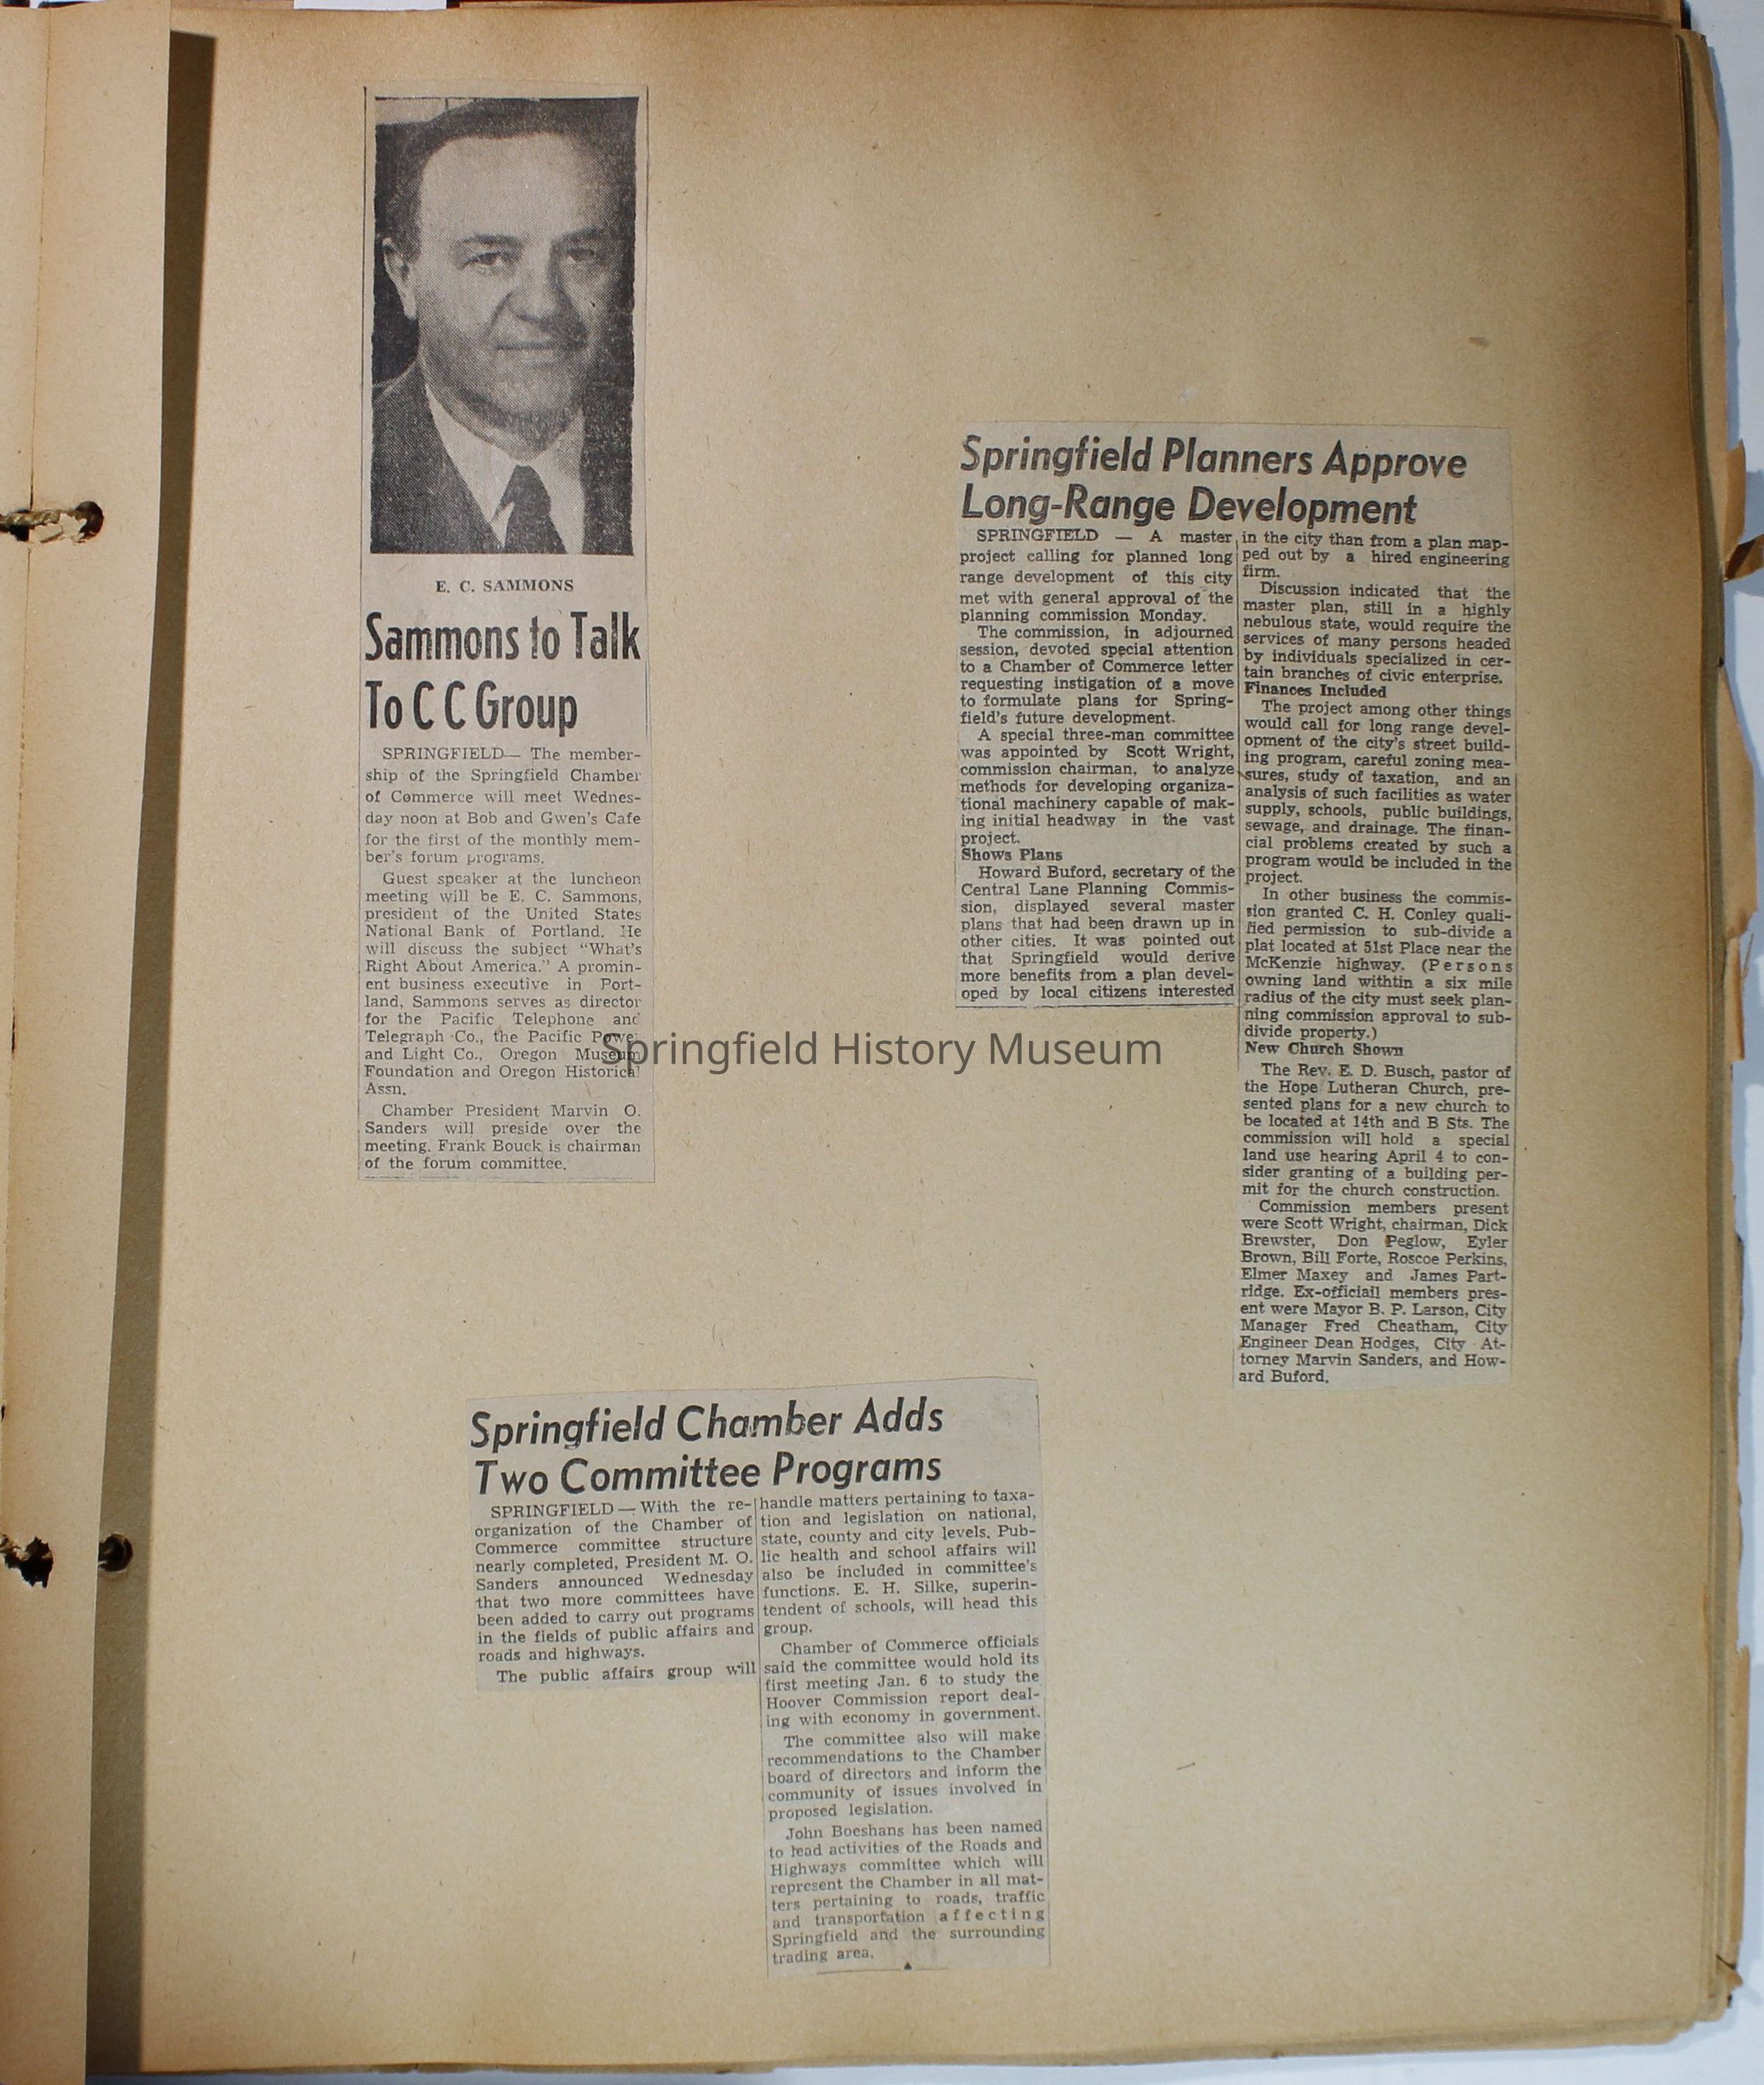 E. C. SAMMONS
Sammons to Talk
To C C Group
SPRINGFIELD— The member-
ship of the Springfield Chamber
of Commerce will meet Wednes-
day noon at Bob and Gwen's Cafe
for the first of the monthly mem-
ber's forum programs.
Guest speaker at the luncheon
meeting will be E. C. Sammons,
president of the United States
National Bank of Portland. He
will discuss the subject "What's
Right About America." A promin-
ent business executive in Port-
land, Sammons serves as director
for the Pacific Telephone and
Telegraph Co., the Pacific Power
and Light Co., Oregon Museum
Foundation and Oregon Historical
Assn.
Chamber President Marvin O.
Sanders will preside over the
meeting. Frank Bouck is chairman
of the forum committee.
Springfield Planners Approve
Long-Range Development
SPRINGFIELD — A master
project calling for planned long
range development of this city
met with general approval of the
planning commission Monday.
The commission, in adjourned
session, devoted special attention
to a Chamber of Commerce letter
requesting instigation of a move
to formulate plans for Spring-
field's future development.
A special three-man committee
was appointed by Scott Wright,
commission chairman, to analyze
methods for developing organiza-
tional machinery capable of mak-
ing initial headway in the vast
project.
Shows Plans
Howard Buford, secretary of the
Central Lane Planning Commis-
sion, displayed several master
plans that had been drawn up in
other cities. It was pointed out
that Springfield would derive
more benefits from a plan devel-
oped by local citizens interested
in the city than from a plan map-
ped out by a hired engineering
firm.
Discussion indicated that the
master plan, still in a highly
nebulous state, would require the
services of many persons headed
by individuals specialized in cer-
tain branches of civic enterprise.
Finances Included
The project among other things
would call for long range devel-
opment of the city's street build-
ing program, careful zoning mea-
sures, study of taxation, and an
analysis of such facilities as water
supply, schools, public buildings,
sewage, and drainage. The finan-
cial problems created by such a
program would be included in the
project.
In other business the commis-
sion granted C. H. Conley quali-
fied permission to sub-divide a
plat located at 51st Place near the
McKenzie highway. (Persons
owning land withtin a six mile
radius of the city must seek plan-
ning commission approval to sub-
divide property.)
New Church Shown
The Rev. E. D. Busch, pastor of
the Hope Lutheran Church, pre-
sented plans for a new church to
be located at 14th and B Sts. The
commission will hold a special
land use hearing April 4 to con-
sider granting of a building per-
mit for the church construction.
Commission members present
were Scott Wright, chairman, Dick
Brewster, Don Peglow, Eyler
Brown, Bill Forte, Roscoe Perkins,
Elmer Maxey and James Part-
ridge. Ex-officiail members pres-
ent were Mayor B. P. Larson, City
Manager Fred Cheatham, City
Engineer Dean Hodges, City At-
torney Marvin Sanders, and How-
ard Buford.
Springfield History Museum
Springfield Chamber Adds
Two Committee Programs
SPRINGFIELD — With the re-
organization of the Chamber of
Commerce committee structure
nearly completed, President M. O.
Sanders announced Wednesday
that two more committees have
been added to carry out programs
in the fields of public affairs and
roads and highways.
The public affairs group will
handle matters pertaining to taxa-
tion and legislation on national,
state, county and city levels. Pub-
lic health and school affairs will
also be included in committee's
functions. E. H. Silke, superin-
tendent of schools, will head this
group.
Chamber of Commerce officials
said the committee would hold its
first meeting Jan. 6 to study the
Hoover Commission report deal-
ing with economy in government.
The committee also will make
recommendations to the Chamber
board of directors and inform the
community of issues involved in
proposed legislation.
John Boeshans has been named
to lead activities of the Roads and
Highways committee which will
represent the Chamber in all mat-
ters pertaining to roads, traffic
and transportation affecting
Springfield and the surrounding
trading area.